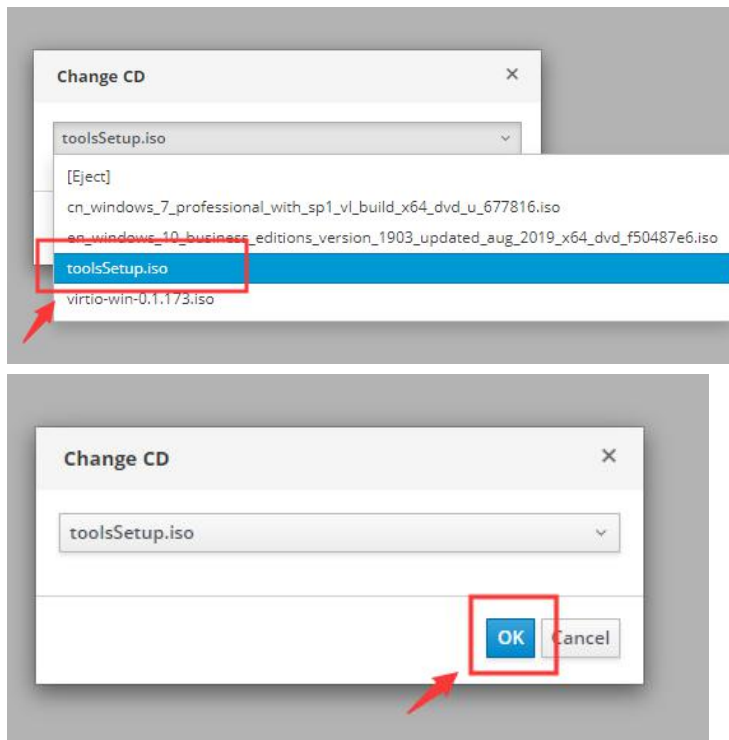 Change CD
toolsSetup.iso
[Eject]
cn_windows_7_professional_with_sp1_vl_build_x64_dvd_u_677816.iso
en_windows_10_business_editions_version_1903_updated_aug_2019_x64_dvd_f50487e6.iso
toolsSetup.iso
virtio-win-0.1.173.iso
Change CD
toolsSetup.iso
OK Cancel